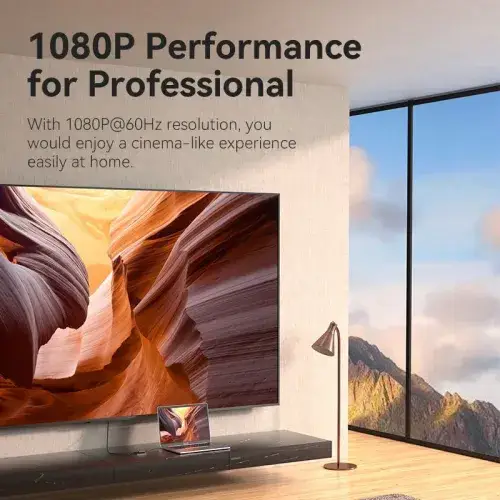 1080P Performance
for Professional
With 1080P@60Hz resolution, you
would enjoy a cinema-like experience
easily at home.